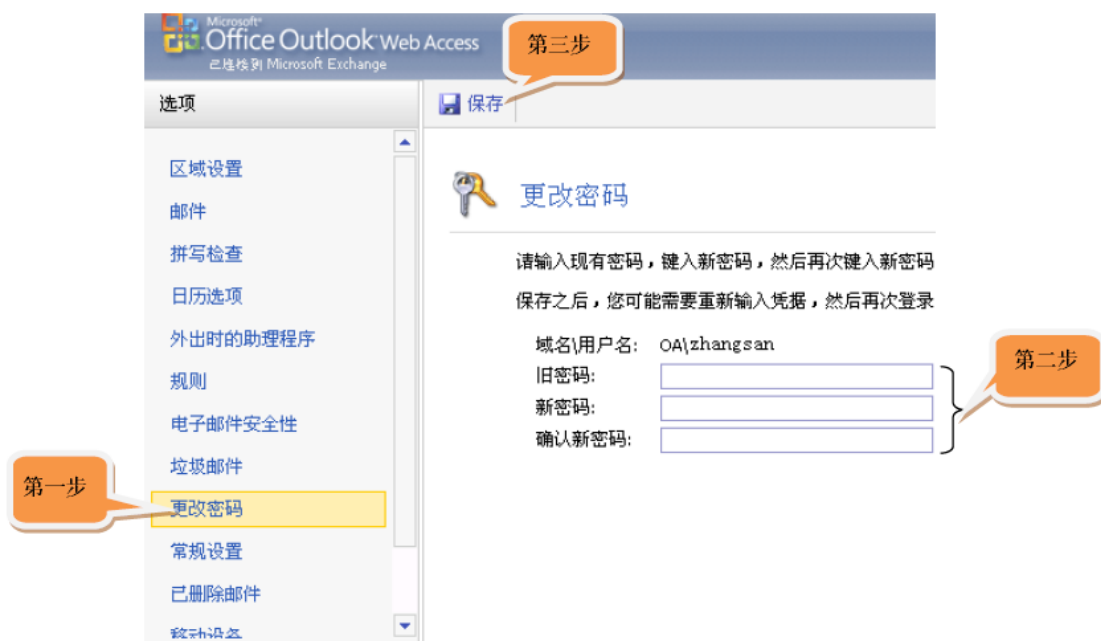 Microsoft
Office Outlook Web Access
已连接到 Microsoft Exchange
第三步
选项
保存
区域设置
邮件
拼写检查
日历选项
外出时的助理程序
规则
电子邮件安全性
垃圾邮件
更改密码
常规设置
已删除邮件
移动设备
第一步
更改密码
请输入现有密码，键入新密码，然后再次键入新密码
保存之后，您可能需要重新输入凭据，然后再次登录
域名\用户名: OA\zhangsan
旧密码:
新密码:
确认新密码:
第二步